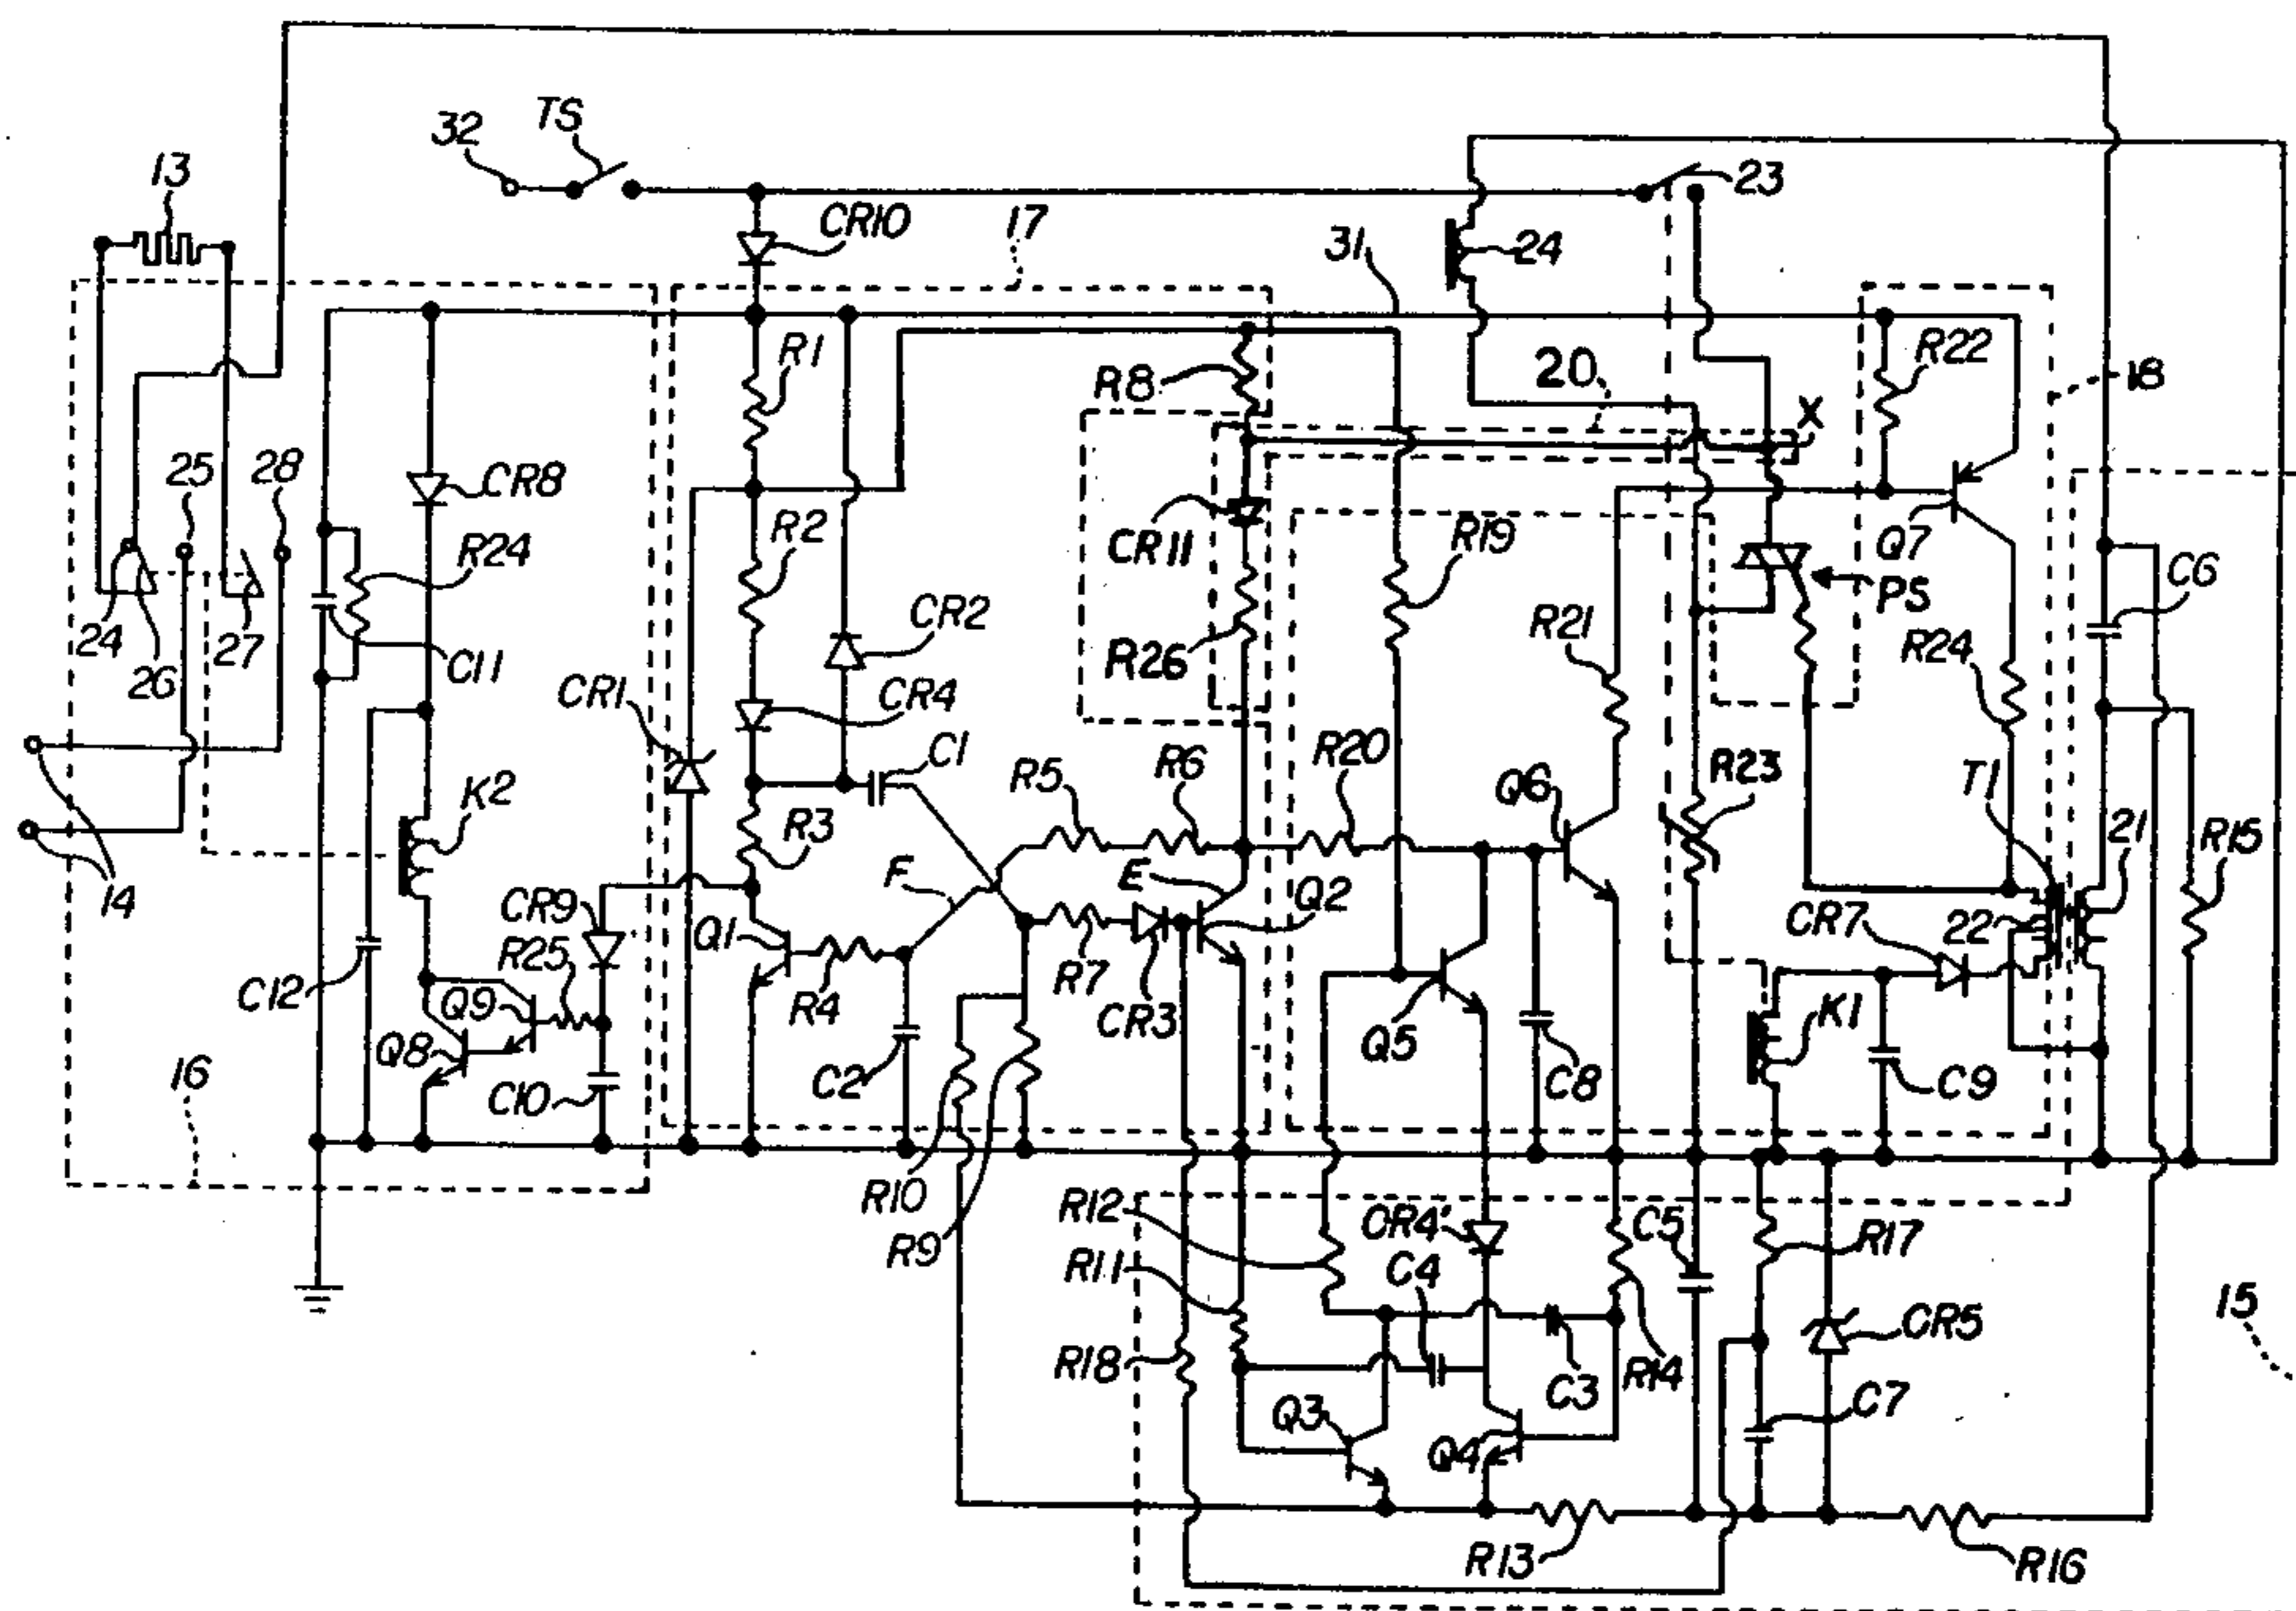 TS
32
13
23
CR10
17
24
31
R1
R22
R8
20
18
X
25
28
CR8
R2
R19
R24
CR11
Q7
C6
PS
CR2
R21
24
27
R26
R24
26
C11
CR1
CR4
C1
R5
R6
R20
R23
T1
K2
Q6
21
R3
R15
14
F
E
CR9
Q2
Q1
CR7
22
R25
C12
Q9
R4
R7
CR3
K1
Q8
Q5
16
C2
C8
C9
C10
R10
R12
CR4'
C5
R9
R17
R11
C4
15
CR5
R18
C3
R14
Q3
C7
Q4
R13
R16